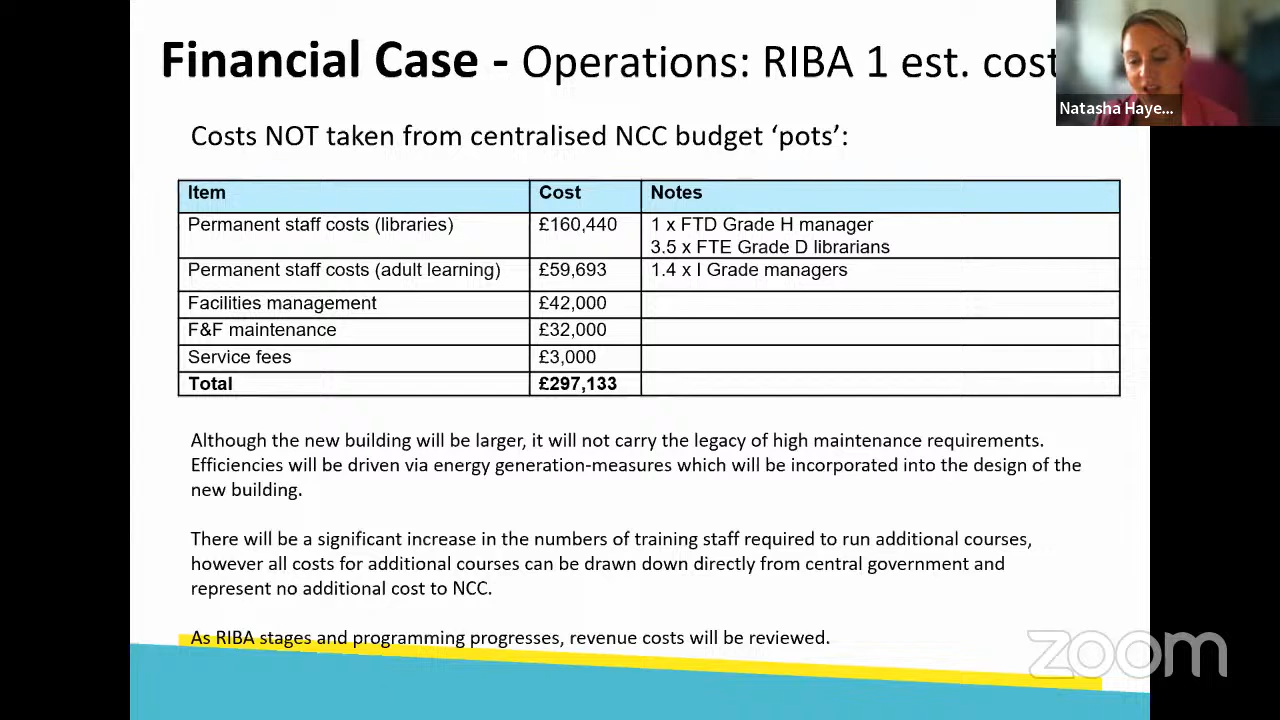 Financial Case - Operations: RIBA 1 est. cost
Natasha Haye...
Costs NOT taken from centralised NCC budget ‘pots’:
Item Cost Notes
Permanent staff costs (libraries) £160,440 1 x FTD Grade H manager
3.5 x FTE Grade D librarians
Permanent staff costs (adult learning) £59,693 1.4 x I Grade managers
Facilities management £42,000
F&F maintenance £32,000
Service fees £3,000
Total £297,133
Although the new building will be larger, it will not carry the legacy of high maintenance requirements.
Efficiencies will be driven via energy generation-measures which will be incorporated into the design of the
new building.
There will be a significant increase in the numbers of training staff required to run additional courses,
however all costs for additional courses can be drawn down directly from central government and
represent no additional cost to NCC.
As RIBA stages and programming progresses, revenue costs will be reviewed.
zoom